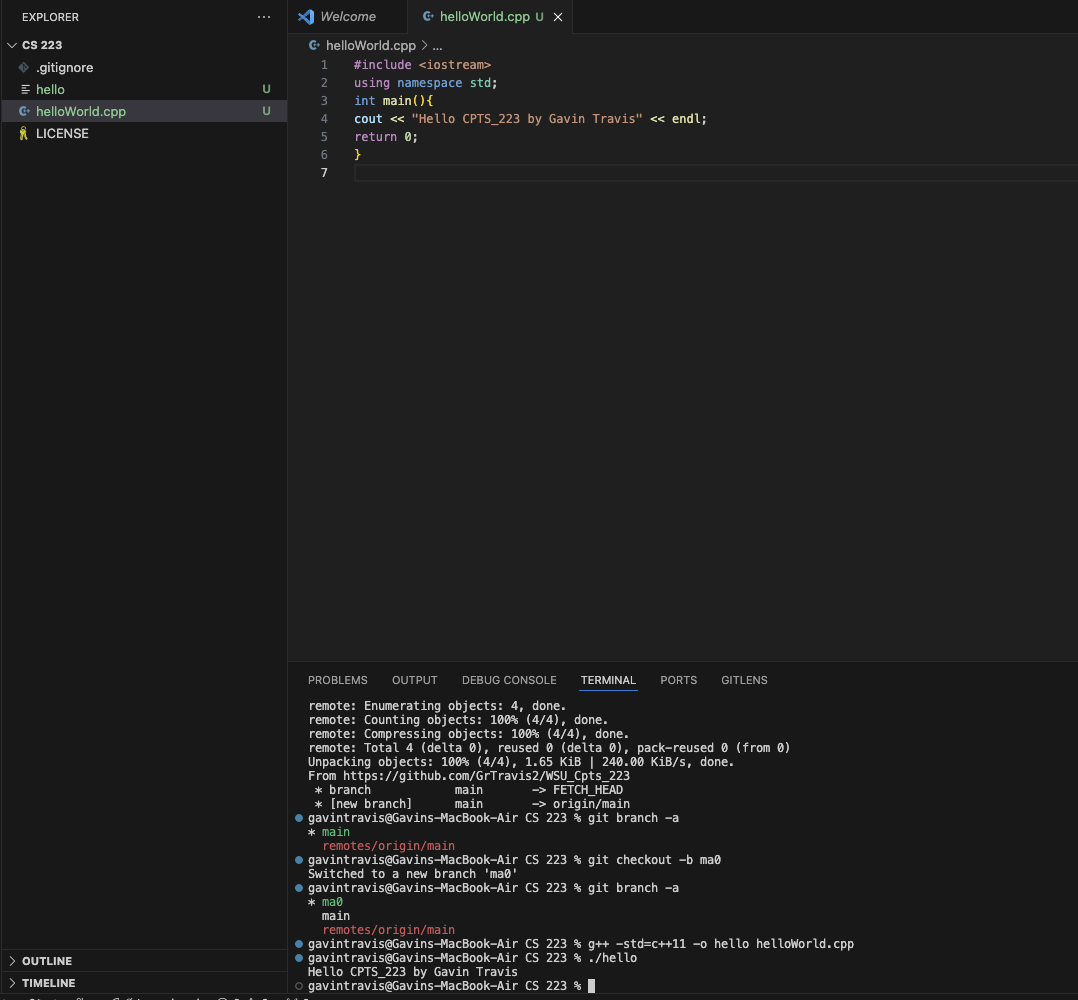 EXPLORER
CS 223
.gitignore
hello U
helloWorld.cpp U
LICENSE
OUTLINE
TIMELINE
Welcome
helloWorld.cpp U
helloWorld.cpp > ...
1 #include <iostream>
2 using namespace std;
3 int main(){
4 cout << "Hello CPTS_223 by Gavin Travis" << endl;
5 return 0;
6 }
7
PROBLEMS OUTPUT DEBUG CONSOLE TERMINAL PORTS GITLENS
remote: Enumerating objects: 4, done.
remote: Counting objects: 100% (4/4), done.
remote: Compressing objects: 100% (4/4), done.
remote: Total 4 (delta 0), reused 0 (delta 0), pack-reused 0 (from 0)
Unpacking objects: 100% (4/4), 1.65 KiB | 240.00 KiB/s, done.
From https://github.com/GrTravis2/WSU_Cpts_223
* branch main -> FETCH_HEAD
* [new branch] main -> origin/main
gavintravis@Gavins-MacBook-Air CS 223 % git branch -a
* main
remotes/origin/main
gavintravis@Gavins-MacBook-Air CS 223 % git checkout -b ma0
Switched to a new branch 'ma0'
gavintravis@Gavins-MacBook-Air CS 223 % git branch -a
* ma0
main
remotes/origin/main
gavintravis@Gavins-MacBook-Air CS 223 % g++ -std=c++11 -o hello helloWorld.cpp
gavintravis@Gavins-MacBook-Air CS 223 % ./hello
Hello CPTS_223 by Gavin Travis
gavintravis@Gavins-MacBook-Air CS 223 %